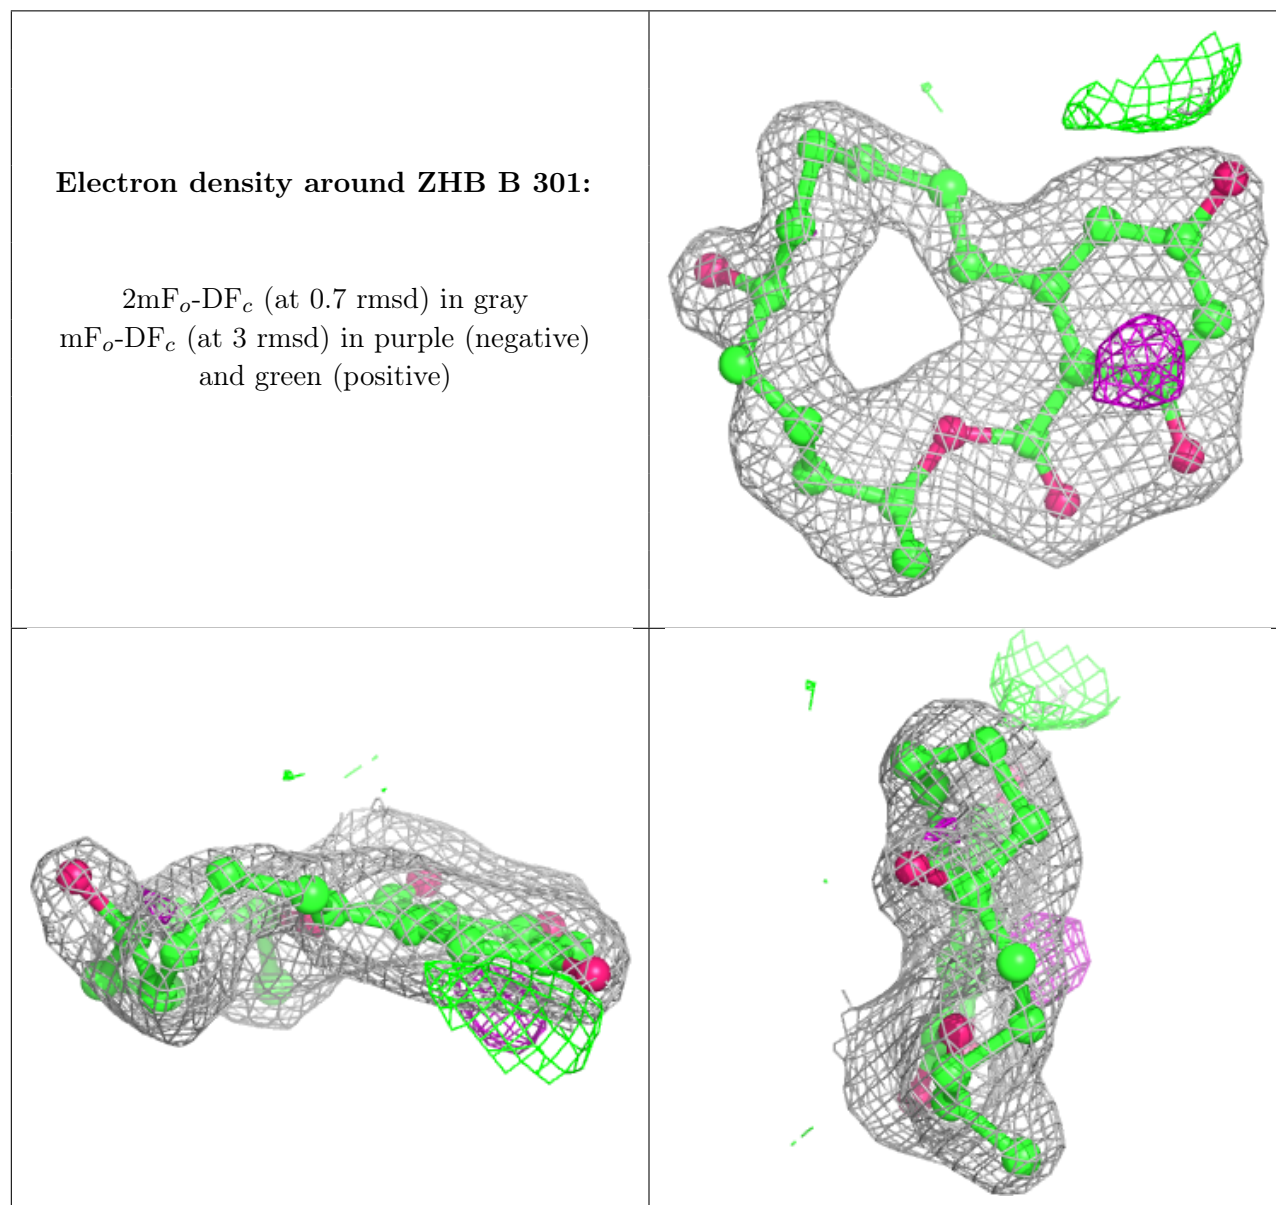 Electron density around ZHB B 301:
2mFo-DFc (at 0.7 rmsd) in gray
mFo-DFc (at 3 rmsd) in purple (negative)
and green (positive)